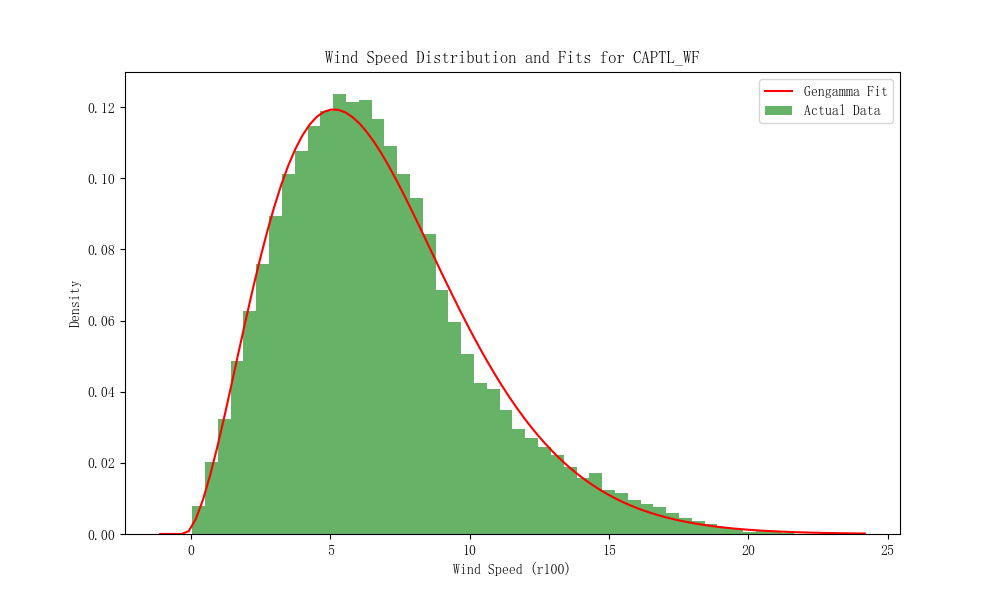 Wind Speed Distribution and Fits for CAPTL_WF
Gengamma Fit
Actual Data
Density
0.12
0.10
0.08
0.06
0.04
0.02
0.00
0 5 10 15 20 25
Wind Speed (r100)